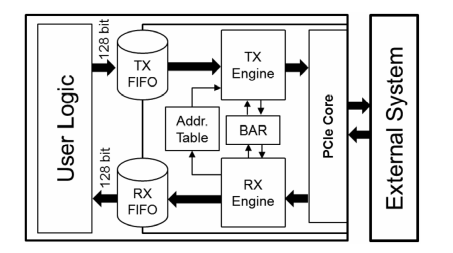 User Logic
128 bit
TX
FIFO
TX
Engine
Addr.
Table
BAR
128 bit
RX
FIFO
RX
Engine
PCIe Core
External System